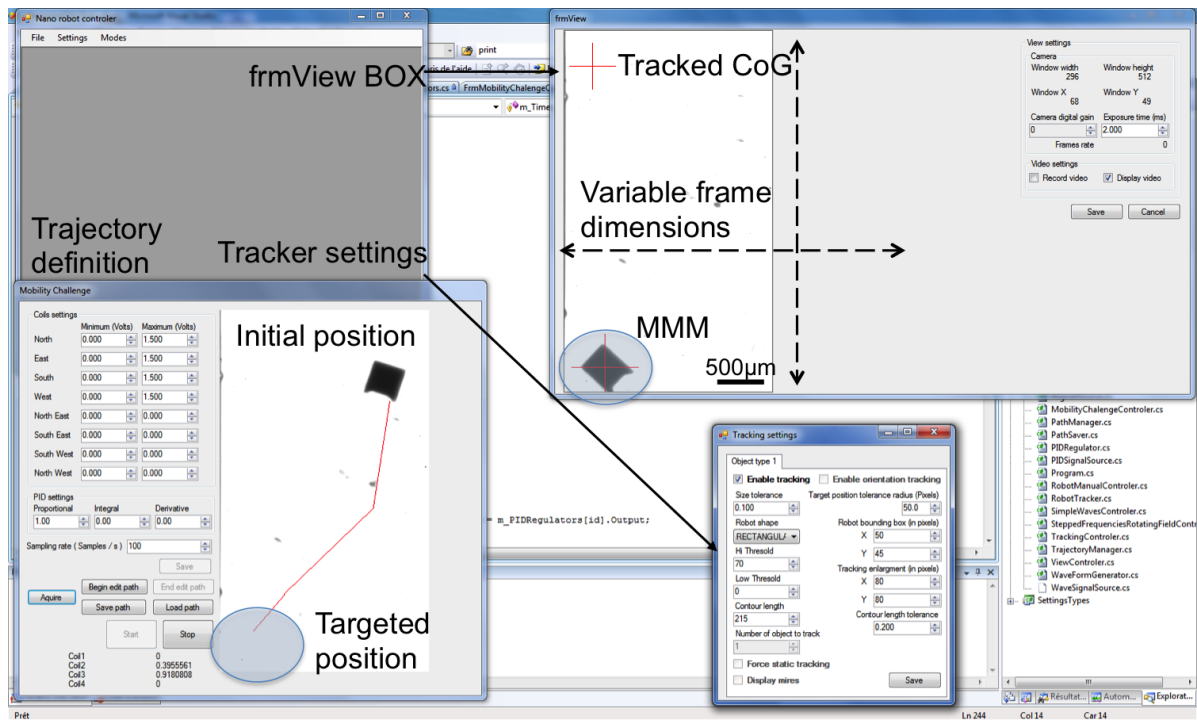 Nano robot controler
File Settings Modes
print
frmView BOX
ors.cs
FrmMobilityChalengeC
m_Time
Trajectory
definition
Tracker settings
frmView
Tracked CoG
Variable frame
dimensions
MMM
500µm
View settings
Camera
Window width Window height
296 512
Window X Window Y
68 49
Camera digital gain Exposure time (ms)
0 2.000
Frames rate 0
Video settings
Record video Display video
Save Cancel
Mobility Challenge
Coils settings
Minimum (Volts) Maximum (Volts)
North 0.000 1.500
East 0.000 1.500
South 0.000 1.500
West 0.000 1.500
North East 0.000 0.000
South East 0.000 0.000
South West 0.000 0.000
North West 0.000 0.000
PID settings
Proportional Integral Derivative
1.00 0.00 0.00
Sampling rate ( Samples / s ) 100
Save
Aquire
Begin edit path End edit path
Save path Load path
Start Stop
Coil1 0
Coil2 0.3955561
Coil3 0.9180808
Coil4 0
Initial position
Targeted
position
= m_PIDRegulators[id].Output;
Tracking settings
Object type 1
Enable tracking Enable orientation tracking
Size tolerance Target position tolerance radius (Pixels)
0.100 50.0
Robot shape Robot bounding box (in pixels)
RECTANGUL X 50
Hi Thresold
70 Y 45
Low Thresold Tracking enlargment (in pixels)
0 X 80
Contour length Y 80
215 Contour length tolerance
Number of object to track 0.200
1
Force static tracking
Display mires Save
MobilityChalengeControler.cs
PathManager.cs
PathSaver.cs
PIDRegulator.cs
PIDSignalSource.cs
Program.cs
RobotManualControler.cs
RobotTracker.cs
SimpleWavesControler.cs
SteppedFrequenciesRotatingFieldContr
TrackingControler.cs
TrajectoryManager.cs
ViewControler.cs
WaveFormGenerator.cs
WaveSignalSource.cs
SettingsTypes
Résultat... Autom... Explorat...
Prêt Ln 244 Col 14 Car 14